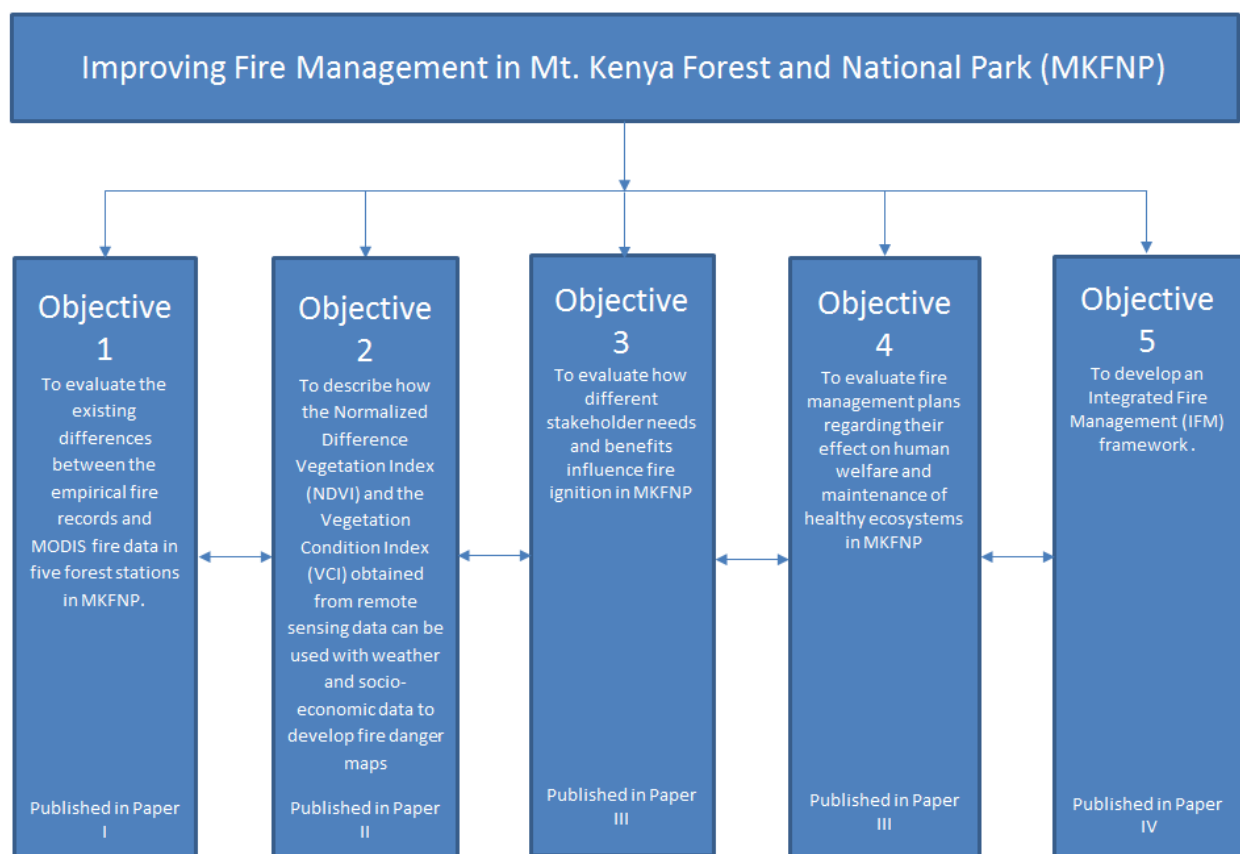 Improving Fire Management in Mt. Kenya Forest and National Park (MKFNP)
Objective
1
To evaluate the
existing
differences
between the
empirical fire
records and
MODIS fire data in
five forest stations
in MKFNP.
Published in Paper
I
Objective
2
To describe how
the Normalized
Difference
Vegetation Index
(NDVI) and the
Vegetation
Condition Index
(VCI) obtained
from remote
sensing data can be
used with weather
and socio-
economic data to
develop fire danger
maps
Published in Paper
II
Objective
3
To evaluate how
different
stakeholder needs
and benefits
influence fire
ignition in MKFNP
Published in Paper
III
Objective
4
To evaluate fire
management plans
regarding their
effect on human
welfare and
maintenance of
healthy ecosystems
in MKFNP
Published in Paper
III
Objective
5
To develop an
Integrated Fire
Management (IFM)
framework .
Published in Paper
IV